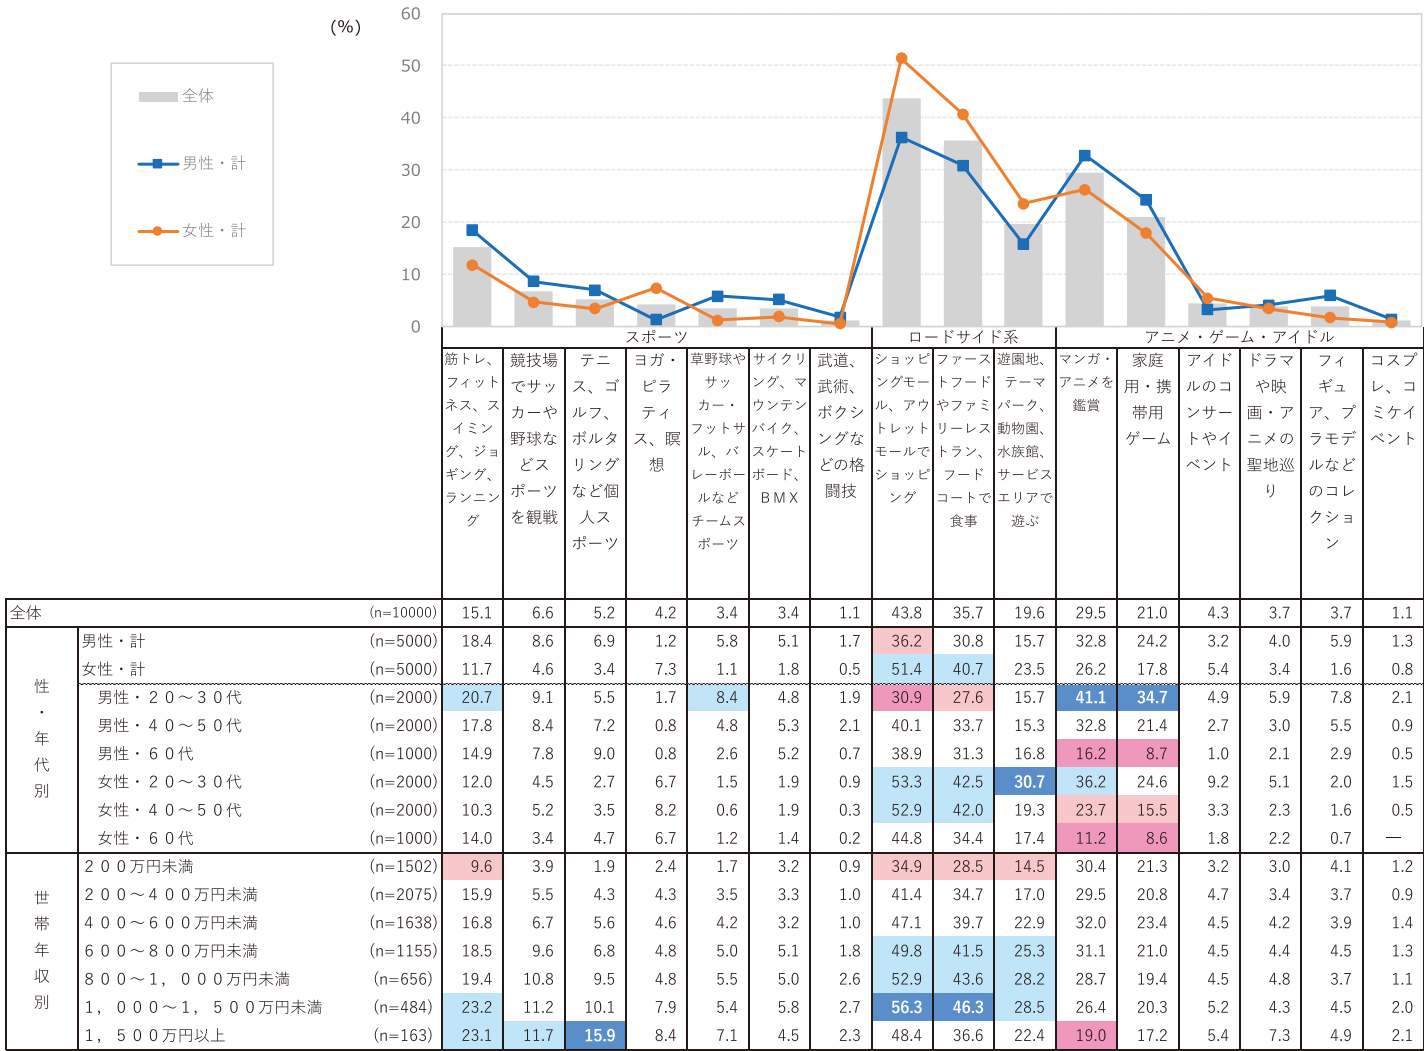 (%)
60
50
40
30
20
10
0
全体
男性・計
女性・計
スポーツ ロードサイド系 アニメ・ゲーム・アイドル
筋トレ、
フィット
ネス、ス
イミン
グ、ジョ
ギング、
ランニン
グ
競技場
でサッ
カーや
野球な
どス
ポーツ
を観戦
テニ
ス、ゴ
ルフ、
ボルタ
リング
など個
人ス
ポーツ
ヨガ・
ピラ
ティ
ス、瞑
想
草野球や
サッ
カー・
フットサ
ル、バ
レーボー
ルなど
チームス
ポーツ
サイクリ
ング、マ
ウンテン
バイク、
スケート
ボード、
ＢＭＸ
武道、
武術、
ボクシ
ングな
どの格
闘技
ショッピ
ングモー
ル、アウ
トレット
モールで
ショッピ
ング
ファース
トフード
やファミ
リーレス
トラン、
フード
コートで
食事
遊園地、
テーマ
パーク、
動物園、
水族館、
サービス
エリアで
遊ぶ
マンガ・
アニメを
鑑賞
家庭
用・携
帯用
ゲーム
アイド
ルのコ
ンサー
トやイ
ベント
ドラマ
や映
画・ア
ニメの
聖地巡
り
フィ
ギュ
ア、プ
ラモデ
ルなど
のコレ
クショ
ン
コスプ
レ、コ
ミケイ
ベント
全体 (n=10000) 15.1 6.6 5.2 4.2 3.4 3.4 1.1 43.8 35.7 19.6 29.5 21.0 4.3 3.7 3.7 1.1
性・年代別
男性・計 (n=5000) 18.4 8.6 6.9 1.2 5.8 5.1 1.7 36.2 30.8 15.7 32.8 24.2 3.2 4.0 5.9 1.3
女性・計 (n=5000) 11.7 4.6 3.4 7.3 1.1 1.8 0.5 51.4 40.7 23.5 26.2 17.8 5.4 3.4 1.6 0.8
男性・２０～３０代 (n=2000) 20.7 9.1 5.5 1.7 8.4 4.8 1.9 30.9 27.6 15.7 41.1 34.7 4.9 5.9 7.8 2.1
男性・４０～５０代 (n=2000) 17.8 8.4 7.2 0.8 4.8 5.3 2.1 40.1 33.7 15.3 32.8 21.4 2.7 3.0 5.5 0.9
男性・６０代 (n=1000) 14.9 7.8 9.0 0.8 2.6 5.2 0.7 38.9 31.3 16.8 16.2 8.7 1.0 2.1 2.9 0.5
女性・２０～３０代 (n=2000) 12.0 4.5 2.7 6.7 1.5 1.9 0.9 53.3 42.5 30.7 36.2 24.6 9.2 5.1 2.0 1.5
女性・４０～５０代 (n=2000) 10.3 5.2 3.5 8.2 0.6 1.9 0.3 52.9 42.0 19.3 23.7 15.5 3.3 2.3 1.6 0.5
女性・６０代 (n=1000) 14.0 3.4 4.7 6.7 1.2 1.4 0.2 44.8 34.4 17.4 11.2 8.6 1.8 2.2 0.7 ―
世帯年収別
２００万円未満 (n=1502) 9.6 3.9 1.9 2.4 1.7 3.2 0.9 34.9 28.5 14.5 30.4 21.3 3.2 3.0 4.1 1.2
２００～４００万円未満 (n=2075) 15.9 5.5 4.3 4.3 3.5 3.3 1.0 41.4 34.7 17.0 29.5 20.8 4.7 3.4 3.7 0.9
４００～６００万円未満 (n=1638) 16.8 6.7 5.6 4.6 4.2 3.2 1.0 47.1 39.7 22.9 32.0 23.4 4.5 4.2 3.9 1.4
６００～８００万円未満 (n=1155) 18.5 9.6 6.8 4.8 5.0 5.1 1.8 49.8 41.5 25.3 31.1 21.0 4.5 4.4 4.5 1.3
８００～１，０００万円未満 (n=656) 19.4 10.8 9.5 4.8 5.5 5.0 2.6 52.9 43.6 28.2 28.7 19.4 4.5 4.8 3.7 1.1
１，０００～１，５００万円未満 (n=484) 23.2 11.2 10.1 7.9 5.4 5.8 2.7 56.3 46.3 28.5 26.4 20.3 5.2 4.3 4.5 2.0
１，５００万円以上 (n=163) 23.1 11.7 15.9 8.4 7.1 4.5 2.3 48.4 36.6 22.4 19.0 17.2 5.4 7.3 4.9 2.1